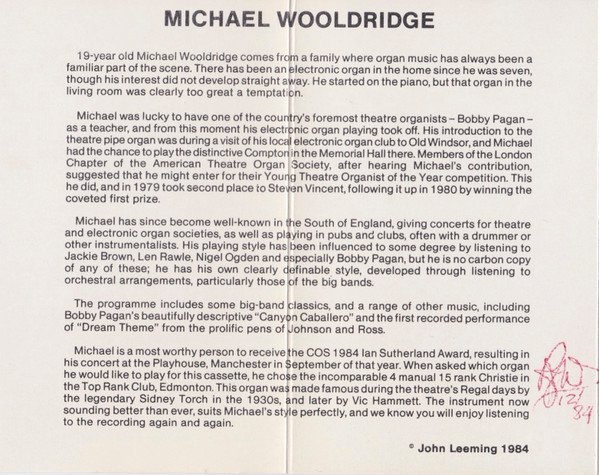 MICHAEL WOOLDRIDGE
19-year old Michael Wooldridge comes from a family where organ music has always been a
familiar part of the scene. There has been an electronic organ in the home since he was seven,
though his interest did not develop straight away. He started on the piano, but that organ in the
living room was clearly too great a temptation.
Michael was lucky to have one of the country's foremost theatre organists – Bobby Pagan –
as a teacher, and from this moment his electronic organ playing took off. His introduction to the
theatre pipe organ was during a visit of his local electronic organ club to Old Windsor, and Michael
had the chance to play the distinctive Compton in the Memorial Hall there. Members of the London
Chapter of the American Theatre Organ Society, after hearing Michael's contribution,
suggested that he might enter for their Young Theatre Organist of the Year competition. This
he did, and in 1979 took second place to Steven Vincent, following it up in 1980 by winning the
coveted first prize.
Michael has since become well-known in the South of England, giving concerts for theatre
and electronic organ societies, as well as playing in pubs and clubs, often with a drummer or
other instrumentalists. His playing style has been influenced to some degree by listening to
Jackie Brown, Len Rawle, Nigel Ogden and especially Bobby Pagan, but he is no carbon copy
of any of these; he has his own clearly definable style, developed through listening to
orchestral arrangements, particularly those of the big bands.
The programme includes some big-band classics, and a range of other music, including
Bobby Pagan's beautifully descriptive "Canyon Caballero" and the first recorded performance
of "Dream Theme" from the prolific pens of Johnson and Ross.
Michael is a most worthy person to receive the COS 1984 Ian Sutherland Award, resulting in
his concert at the Playhouse, Manchester in September of that year. When asked which organ
he would like to play for this cassette, he chose the incomparable 4 manual 15 rank Christie in
the Top Rank Club, Edmonton. This organ was made famous during the theatre's Regal days by
the legendary Sidney Torch in the 1930s, and later by Vic Hammett. The instrument now
sounding better than ever, suits Michael's style perfectly, and we know you will enjoy listening
to the recording again and again.
© John Leeming 1984
12/
84